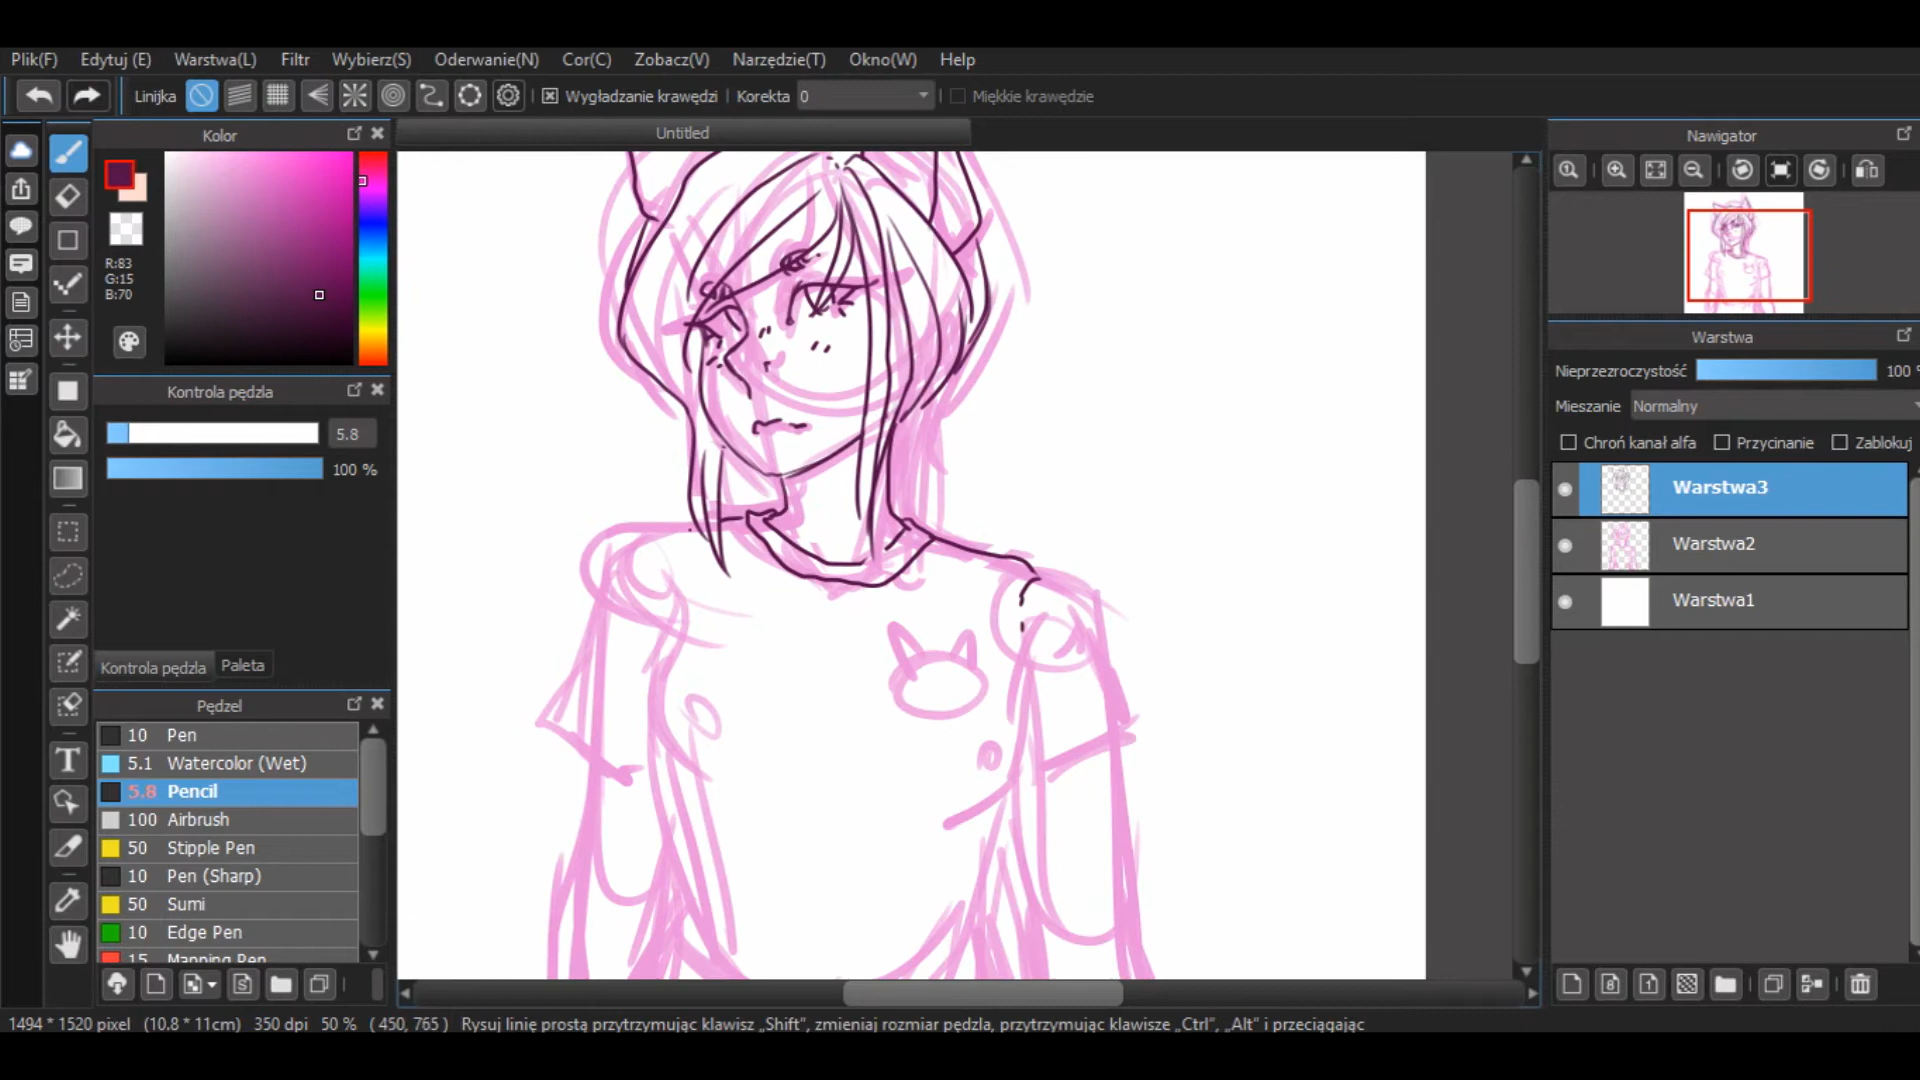 Plik(F) Edytuj (E) Warstwa(L) Filtr Wybierz(S) Oderwanie(N) Cor(C) Zobacz(V) Narzędzie(T) Okno(W) Help
Linijka Wygładzanie krawędzi Korekta 0 Miękkie krawędzie
Kolor
Untitled
Nawigator
R:83
G:15
B:70
Kontrola pędzla
5.8
100 %
Kontrola pędzla Paleta
Pędzel
10 Pen
5.1 Watercolor (Wet)
5.8 Pencil
100 Airbrush
50 Stipple Pen
10 Pen (Sharp)
50 Sumi
10 Edge Pen
15 Mapping Pen
Warstwa
Nieprzezroczystość 100 %
Mieszanie Normalny
Chroń kanał alfa Przycinanie Zablokuj
Warstwa3
Warstwa2
Warstwa1
1494 * 1520 pixel (10.8 * 11cm) 350 dpi 50 % ( 450, 765 ) Rysuj linię prostą przytrzymując klawisz „Shift", zmieniaj rozmiar pędzla, przytrzymując klawisze „Ctrl", „Alt" i przeciągając